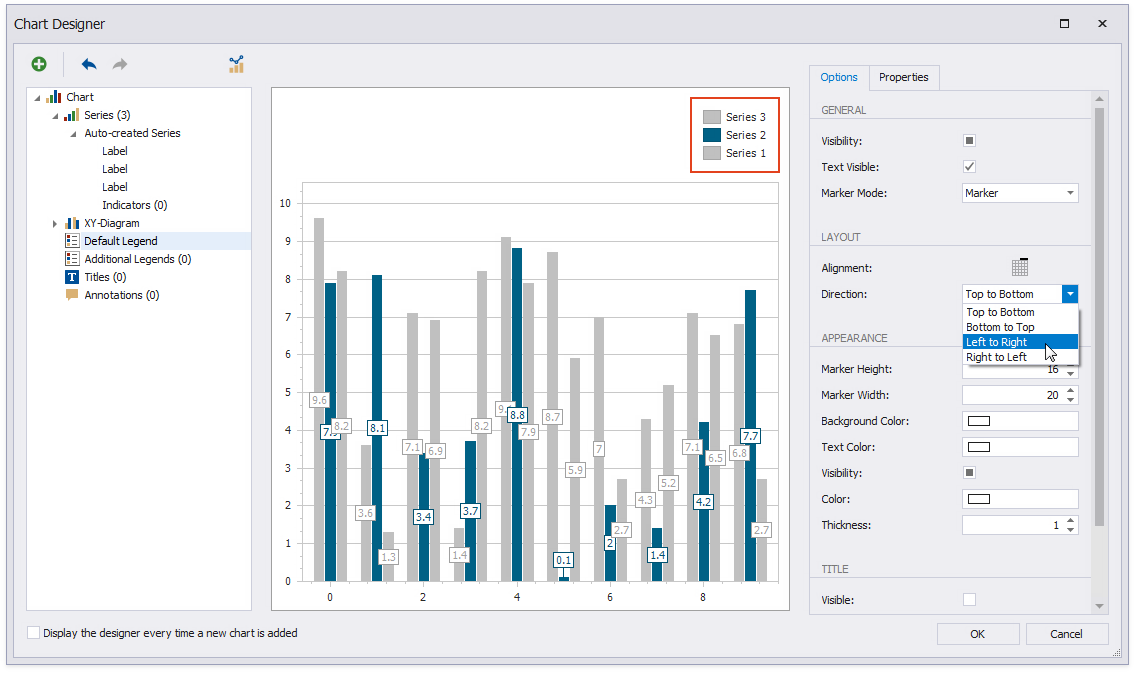 Chart Designer
Chart
Series (3)
Auto-created Series
Label
Label
Label
Indicators (0)
XY-Diagram
Default Legend
Additional Legends (0)
T Titles (0)
Annotations (0)
Series 3
Series 2
Series 1
10
9
8
7
6
5
4
3
2
1
0
0 2 4 6 8
9.6
8.2
3.6
8.1
1.3
7.1
3.4
6.9
1.4
3.7
8.2
8.8
7.9
8.7
0.1
5.9
7
2
2.7
4.3
1.4
5.2
7.1
4.2
6.5
6.8
7.7
2.7
Options Properties
GENERAL
Visibility:
Text Visible:
Marker Mode: Marker
LAYOUT
Alignment:
Direction: Top to Bottom
Top to Bottom
Bottom to Top
Left to Right
Right to Left
APPEARANCE
Marker Height: 16
Marker Width: 20
Background Color:
Text Color:
Visibility:
Color:
Thickness: 1
TITLE
Visible:
Display the designer every time a new chart is added
OK Cancel